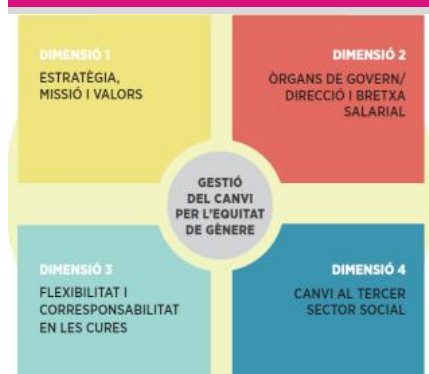 DIMENSIÓ 1
ESTRATÈGIA,
MISSIÓ I VALORS
DIMENSIÓ 2
ÒRGANS DE GOVERN/
DIRECCIÓ I BRETXA
SALARIAL
GESTIÓ
DEL CANVI
PER L'EQUITAT
DE GÈNERE
DIMENSIÓ 3
FLEXIBILITAT I
CORRESPONSABILITAT
EN LES CURES
DIMENSIÓ 4
CANVI AL TERCER
SECTOR SOCIAL